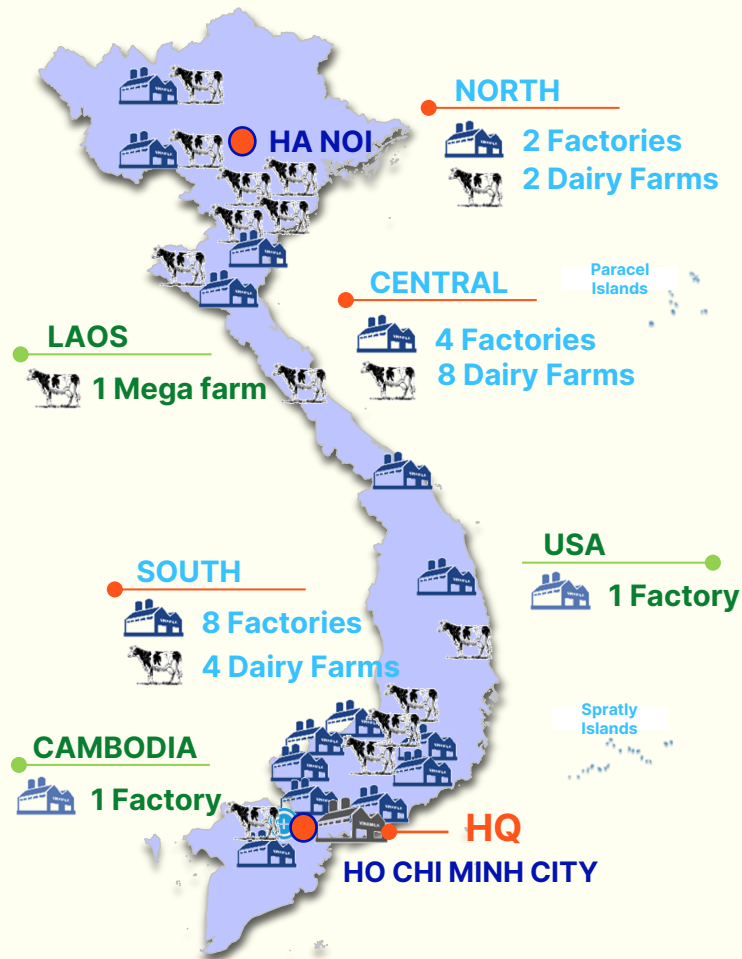 NORTH
HA NOI
2 Factories
2 Dairy Farms
Paracel
Islands
CENTRAL
4 Factories
8 Dairy Farms
LAOS
1 Mega farm
USA
1 Factory
SOUTH
8 Factories
4 Dairy Farms
Spratly
Islands
CAMBODIA
1 Factory
HQ
HO CHI MINH CITY